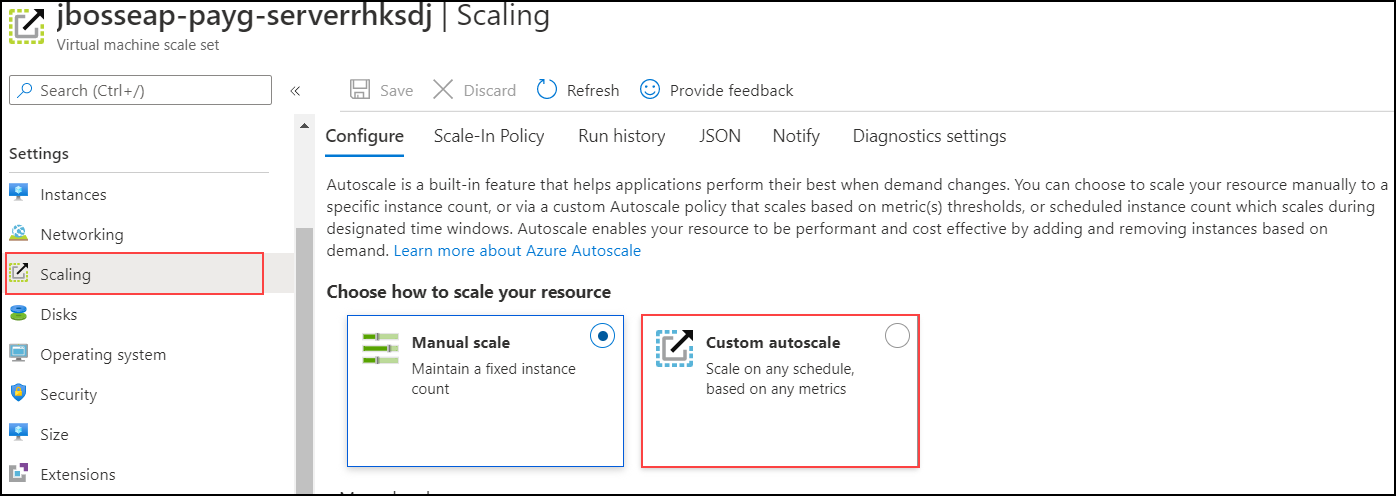 jbosseap-payg-serverrhksdj | Scaling
Virtual machine scale set
Search (Ctrl+/)
«
Save
Discard
Refresh
Provide feedback
Configure
Scale-In Policy
Run history
JSON
Notify
Diagnostics settings
Settings
Instances
Networking
Scaling
Disks
Operating system
Security
Size
Extensions
Autoscale is a built-in feature that helps applications perform their best when demand changes. You can choose to scale your resource manually to a
specific instance count, or via a custom Autoscale policy that scales based on metric(s) thresholds, or scheduled instance count which scales during
designated time windows. Autoscale enables your resource to be performant and cost effective by adding and removing instances based on
demand. Learn more about Azure Autoscale
Choose how to scale your resource
Manual scale
Maintain a fixed instance
count
Custom autoscale
Scale on any schedule,
based on any metrics